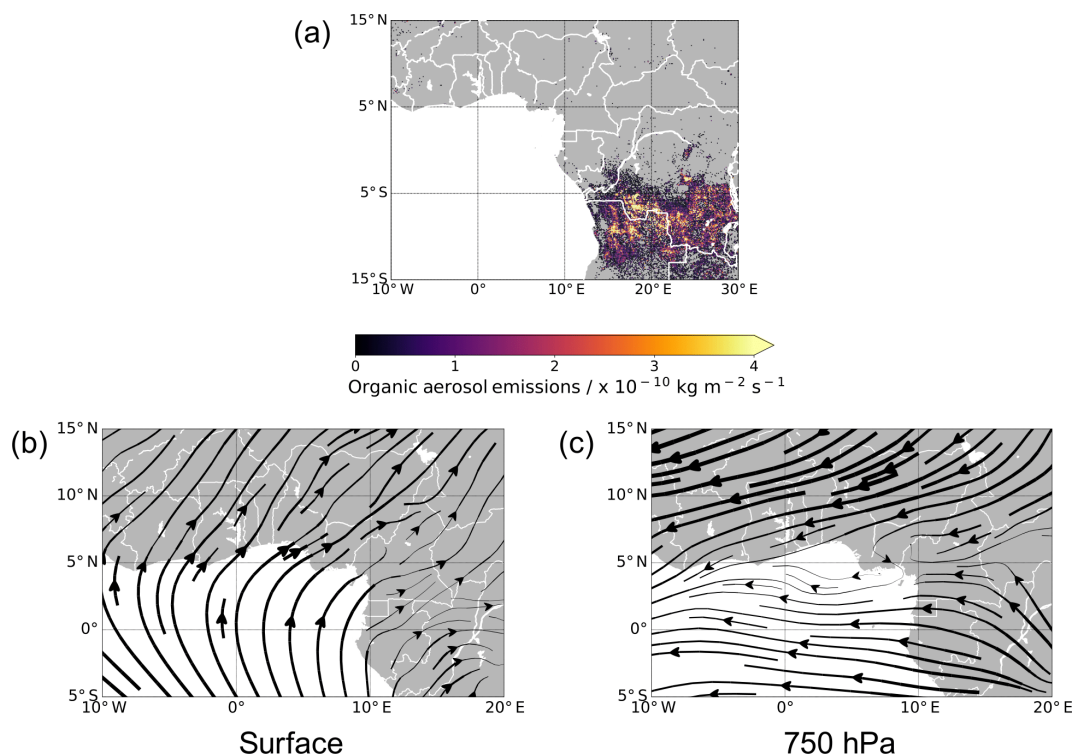 (a)
15° N
5° N
5° S
15° S
10° W 0° 10° E 20° E 30° E
0 1 2 3 4
Organic aerosol emissions / x 10⁻¹⁰ kg m⁻² s⁻¹
(b)
15° N
10° N
5° N
0°
5° S
10° W 0° 10° E 20° E
Surface
(c)
15° N
10° N
5° N
0°
5° S
10° W 0° 10° E 20° E
750 hPa